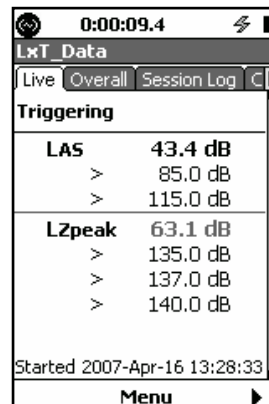 0:00:09.4
LxT_Data
Live Overall Session Log C
Triggering
LAS 43.4 dB
> 85.0 dB
> 115.0 dB
LZpeak 63.1 dB
> 135.0 dB
> 137.0 dB
> 140.0 dB
Started 2007-Apr-16 13:28:33
Menu